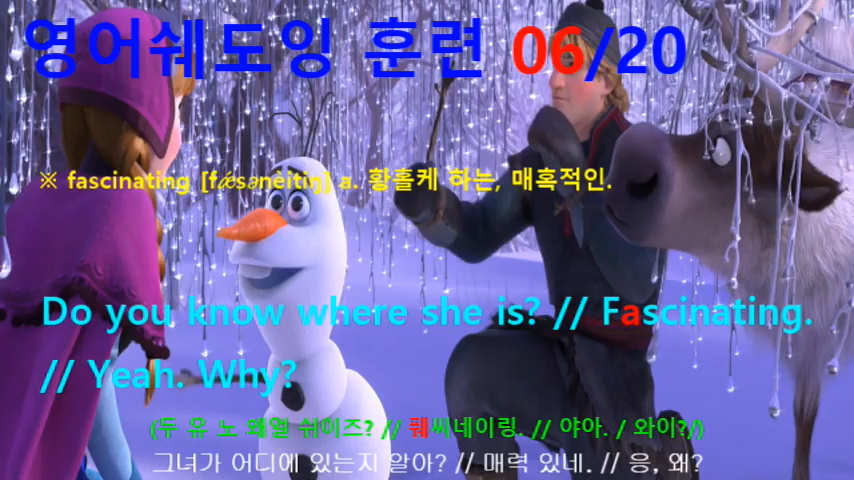 영어쉐도잉 훈련 06/20
※ fascinating [fǽsənèitiŋ] a. 황홀케 하는, 매혹적인.
Do you know where she is? // Fascinating.
// Yeah. Why?
(두 유 노 왜얼 쉬이즈? // 풰씨네이링. // 야아. / 와이?/)
그녀가 어디에 있는지 알아? // 매력 있네. // 응, 왜?